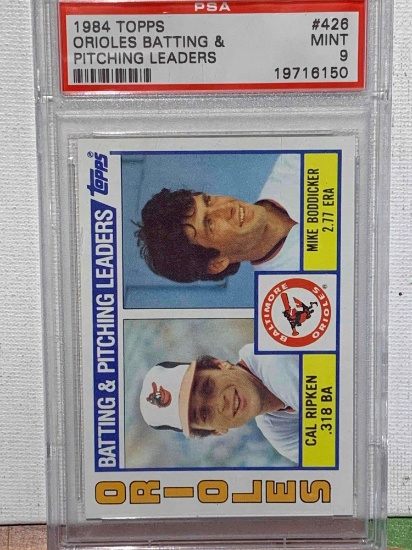 PSA
1984 TOPPS #426
ORIOLES BATTING & MINT
PITCHING LEADERS 9
19716150
BATTING & PITCHING LEADERS
Topps®
ORIOLES
CAL RIPKEN
.318 BA
BALTIMORE
ORIOLES
MIKE BODDICKER
2.77 ERA